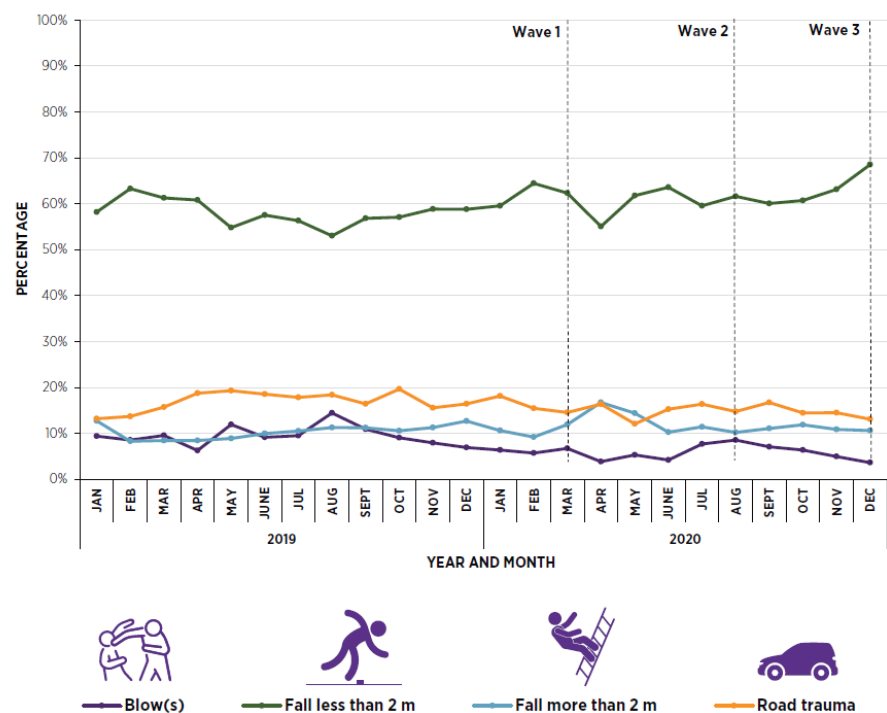 100%
90%
80%
70%
60%
50%
40%
30%
20%
10%
0%
PERCENTAGE
Wave 1 Wave 2 Wave 3
JAN FEB MAR APR MAY JUNE JUL AUG SEPT OCT NOV DEC JAN FEB MAR APR MAY JUNE JUL AUG SEPT OCT NOV DEC
2019 2020
YEAR AND MONTH
Blow(s) Fall less than 2 m Fall more than 2 m Road trauma